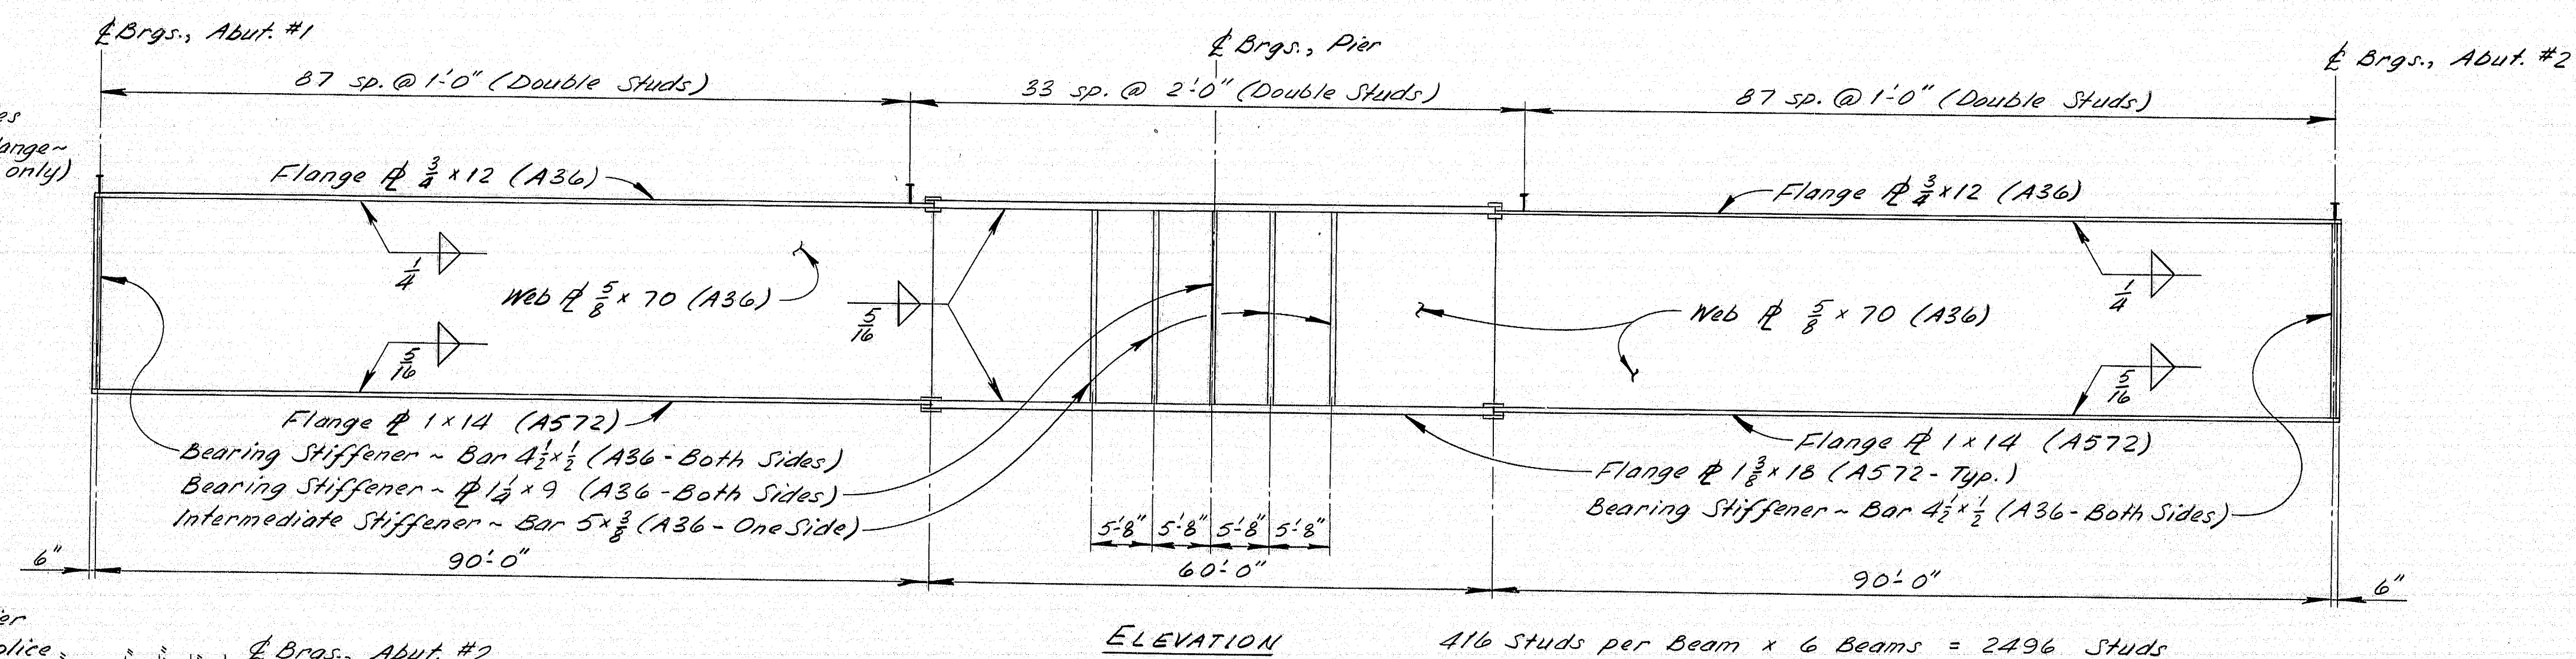 ℄ Brgs., Abut. #1
℄ Brgs., Pier
℄ Brgs., Abut. #2
87 sp. @ 1'-0" (Double Studs)
33 sp. @ 2'-0" (Double Studs)
87 sp. @ 1'-0" (Double Studs)
only)
Flange ℙ 3/4 x 12 (A36)
Flange ℙ 3/4 x 12 (A36)
1/4
Web ℙ 5/8 x 70 (A36)
5/16
1/4
Web ℙ 5/8 x 70 (A36)
5/16
5/16
Flange ℙ 1 x 14 (A572)
Bearing Stiffener ~ Bar 4 1/2 x 1/2 (A36 - Both Sides)
Bearing Stiffener ~ ℙ 1 1/4 x 9 (A36 - Both Sides)
Intermediate Stiffener ~ Bar 5 x 3/8 (A36 - One Side)
Flange ℙ 1 x 14 (A572)
Flange ℙ 1 3/8 x 18 (A572 - Typ.)
Bearing Stiffener ~ Bar 4 1/2 x 1/2 (A36 - Both Sides)
5'-8" 5'-8" 5'-8" 5'-8"
6" 90'-0" 60'-0" 90'-0" 6"
ELEVATION
416 Studs per Beam x 6 Beams = 2496 Studs
℄ Brgs., Abut. #2